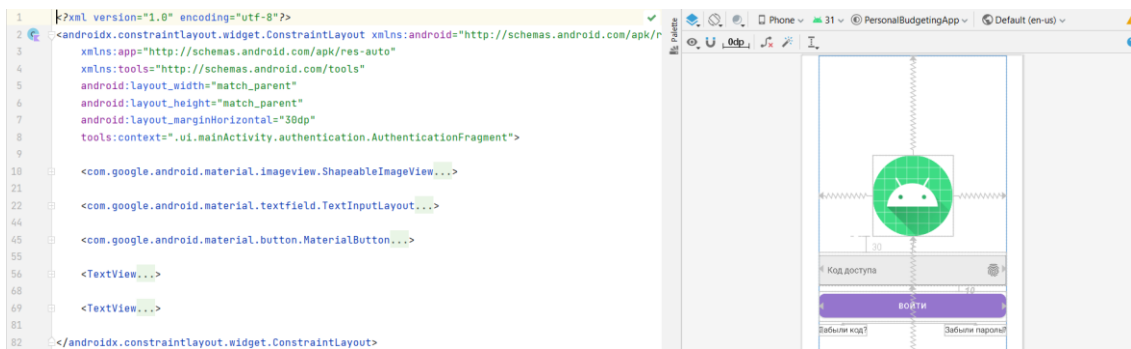 1 <?xml version="1.0" encoding="utf-8"?>
2 <androidx.constraintlayout.widget.ConstraintLayout xmlns:android="http://schemas.android.com/apk/r
3 xmlns:app="http://schemas.android.com/apk/res-auto"
4 xmlns:tools="http://schemas.android.com/tools"
5 android:layout_width="match_parent"
6 android:layout_height="match_parent"
7 android:layout_marginHorizontal="30dp"
8 tools:context=".ui.mainActivity.authentication.AuthenticationFragment">
9
10 <com.google.android.material.imageview.ShapeableImageView...>
21
22 <com.google.android.material.textfield.TextInputLayout...>
44
45 <com.google.android.material.button.MaterialButton...>
55
56 <TextView...>
68
69 <TextView...>
81
82 </androidx.constraintlayout.widget.ConstraintLayout>
Palette
Phone 31 PersonalBudgetingApp Default (en-us)
0dp
30
Код доступа
10
ВОЙТИ
Забыли код? Забыли пароль?